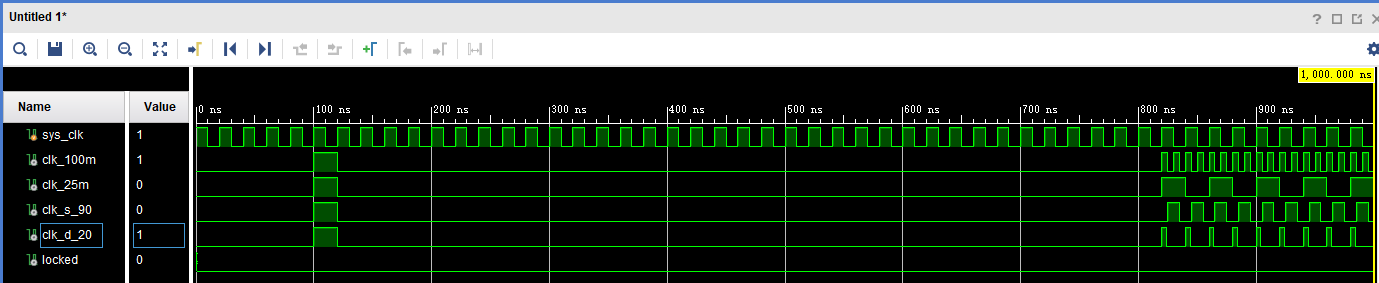 Untitled 1*
1,000.000 ns
Name Value
0 ns 100 ns 200 ns 300 ns 400 ns 500 ns 600 ns 700 ns 800 ns 900 ns
sys_clk 1
clk_100m 1
clk_25m 0
clk_s_90 0
clk_d_20 1
locked 0